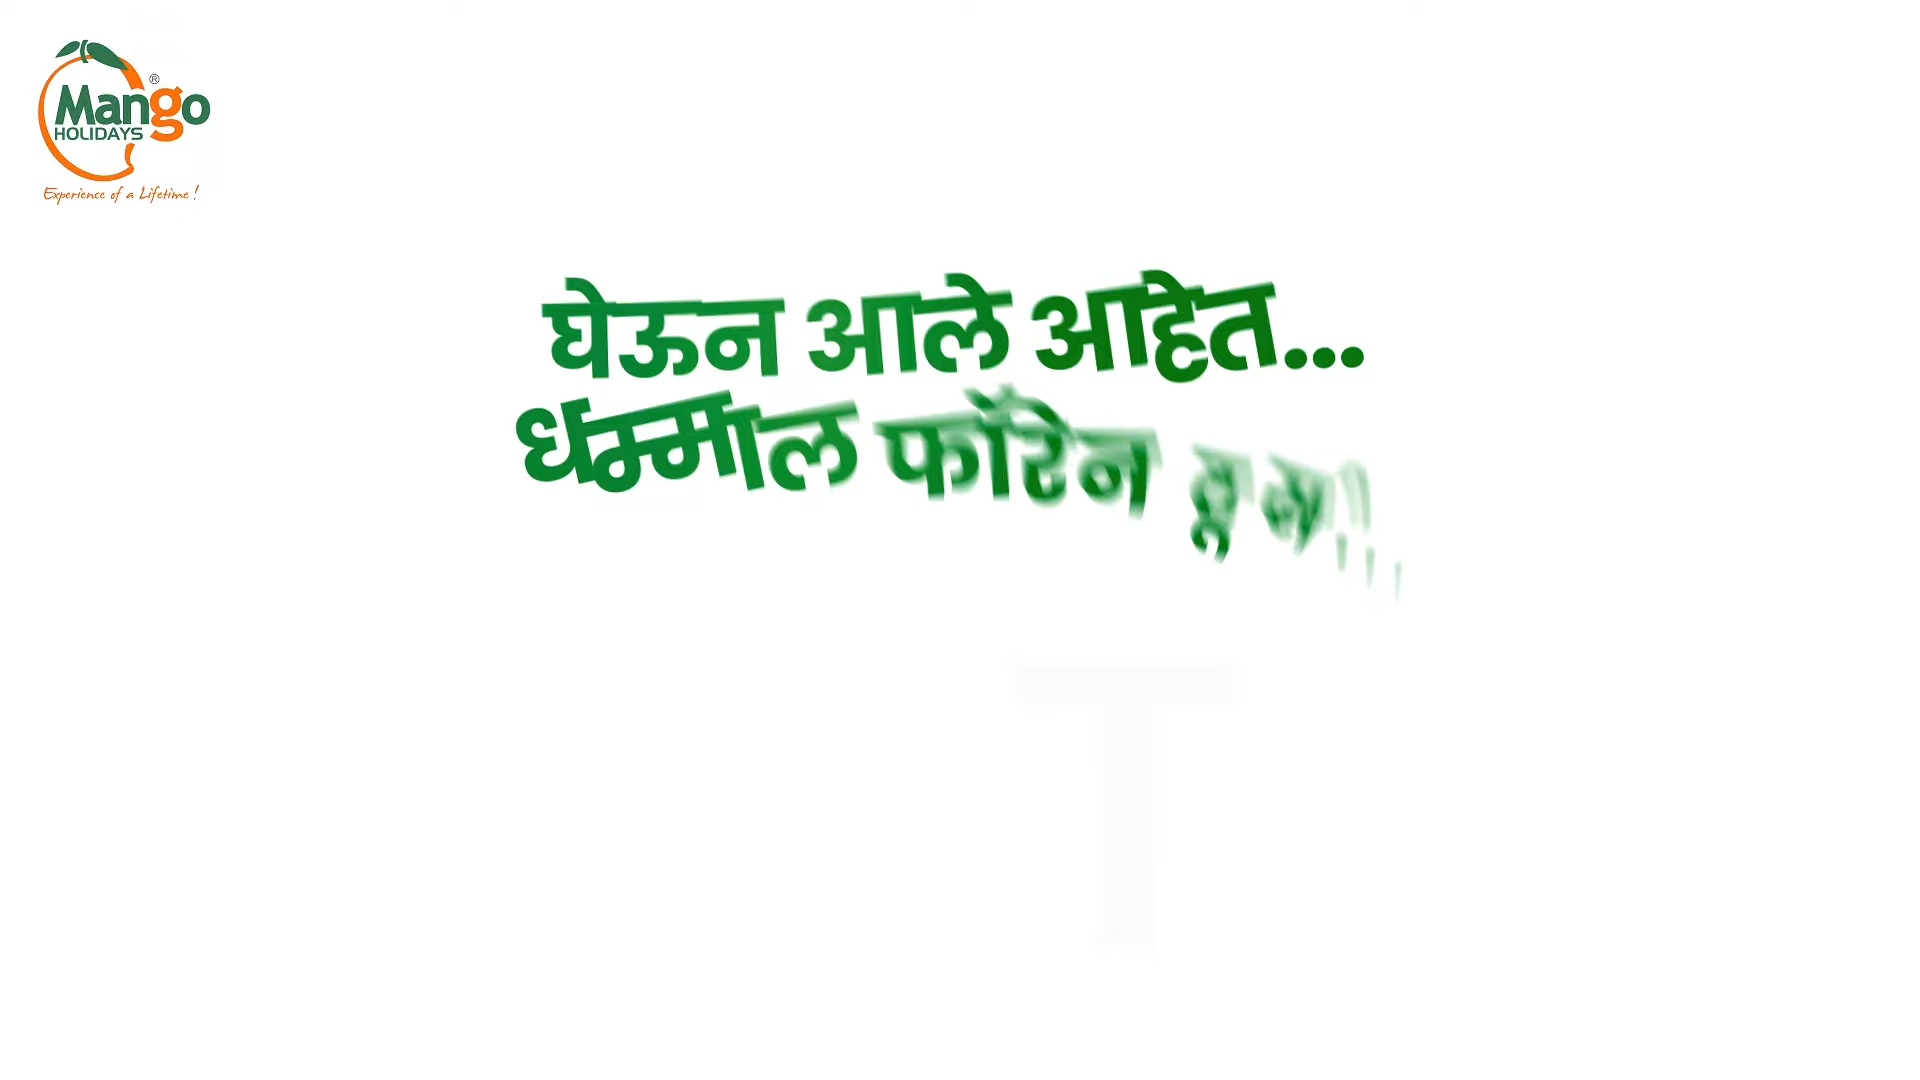 Mango
HOLIDAYS
Experience of a Lifetime!
घेऊन आले आहेत...
धम्माल फॉरेन
T